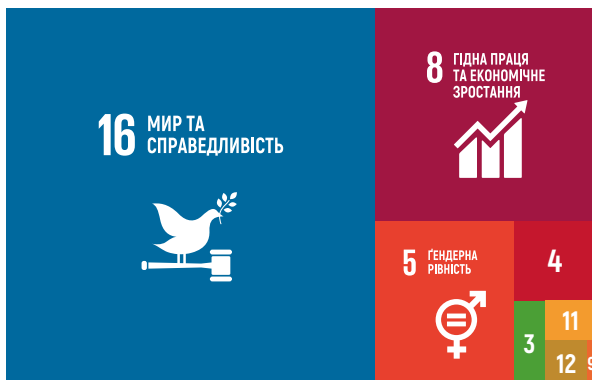 16 МИР ТА
СПРАВЕДЛИВІСТЬ
8 ГІДНА ПРАЦЯ
ТА ЕКОНОМІЧНЕ
ЗРОСТАННЯ
5 ҐЕНДЕРНА
РІВНІСТЬ
4
3
11
12